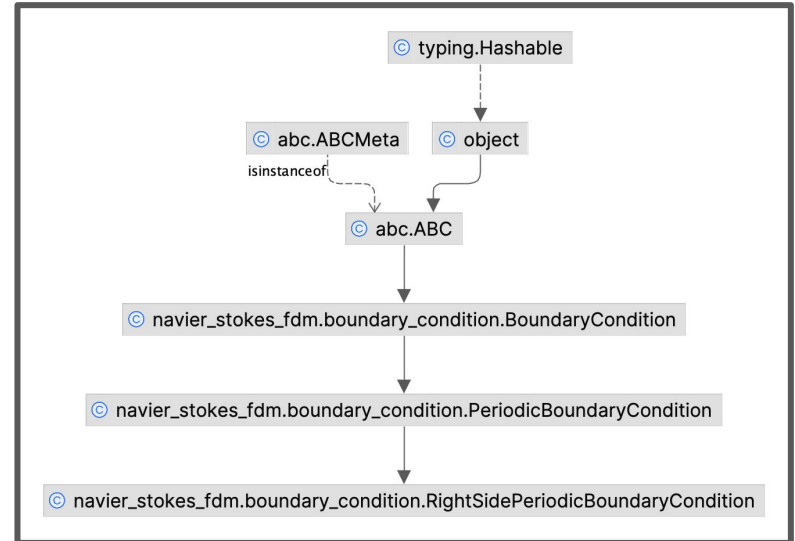 © typing.Hashable
© abc.ABCMeta
© object
isinstanceof
© abc.ABC
© navier_stokes_fdm.boundary_condition.BoundaryCondition
© navier_stokes_fdm.boundary_condition.PeriodicBoundaryCondition
© navier_stokes_fdm.boundary_condition.RightSidePeriodicBoundaryCondition